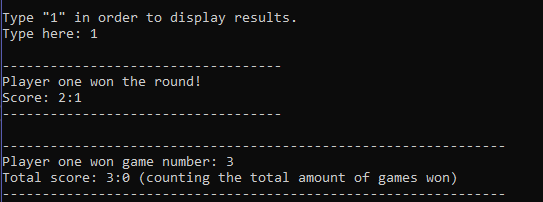 Type "1" in order to display results.
Type here: 1
-----------------------------------
Player one won the round!
Score: 2:1
-----------------------------------
---------------------------------------------------------------
Player one won game number: 3
Total score: 3:0 (counting the total amount of games won)
---------------------------------------------------------------